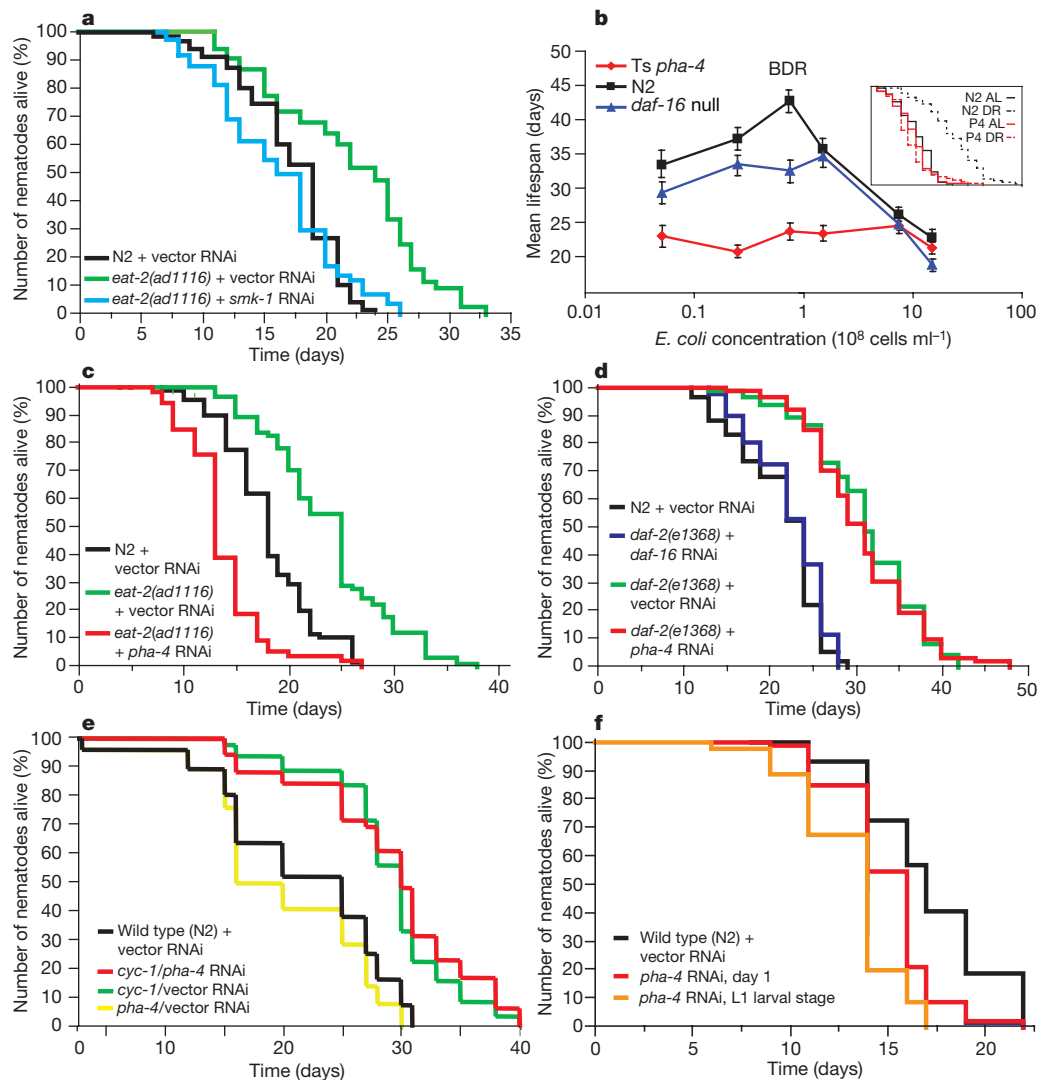 a
Number of nematodes alive (%)
100
90
80
70
60
50
40
30
20
10
0
N2 + vector RNAi
eat-2(ad1116) + vector RNAi
eat-2(ad1116) + smk-1 RNAi
0 5 10 15 20 25 30 35
Time (days)
b
Mean lifespan (days)
50
45
40
35
30
25
20
Ts pha-4
N2
daf-16 null
BDR
N2 AL
N2 DR
P4 AL
P4 DR
0.01 0.1 1 10 100
E. coli concentration (10⁸ cells ml⁻¹)
c
Number of nematodes alive (%)
100
90
80
70
60
50
40
30
20
10
0
N2 +
vector RNAi
eat-2(ad1116)
+ vector RNAi
eat-2(ad1116)
+ pha-4 RNAi
0 10 20 30 40
Time (days)
d
Number of nematodes alive (%)
100
90
80
70
60
50
40
30
20
10
0
N2 + vector RNAi
daf-2(e1368) +
daf-16 RNAi
daf-2(e1368) +
vector RNAi
daf-2(e1368) +
pha-4 RNAi
0 10 20 30 40 50
Time (days)
e
Number of nematodes alive (%)
100
90
80
70
60
50
40
30
20
10
0
Wild type (N2) +
vector RNAi
cyc-1/pha-4 RNAi
cyc-1/vector RNAi
pha-4/vector RNAi
0 10 20 30 40
Time (days)
f
Number of nematodes alive (%)
100
90
80
70
60
50
40
30
20
10
0
Wild type (N2) +
vector RNAi
pha-4 RNAi, day 1
pha-4 RNAi, L1 larval stage
0 5 10 15 20
Time (days)